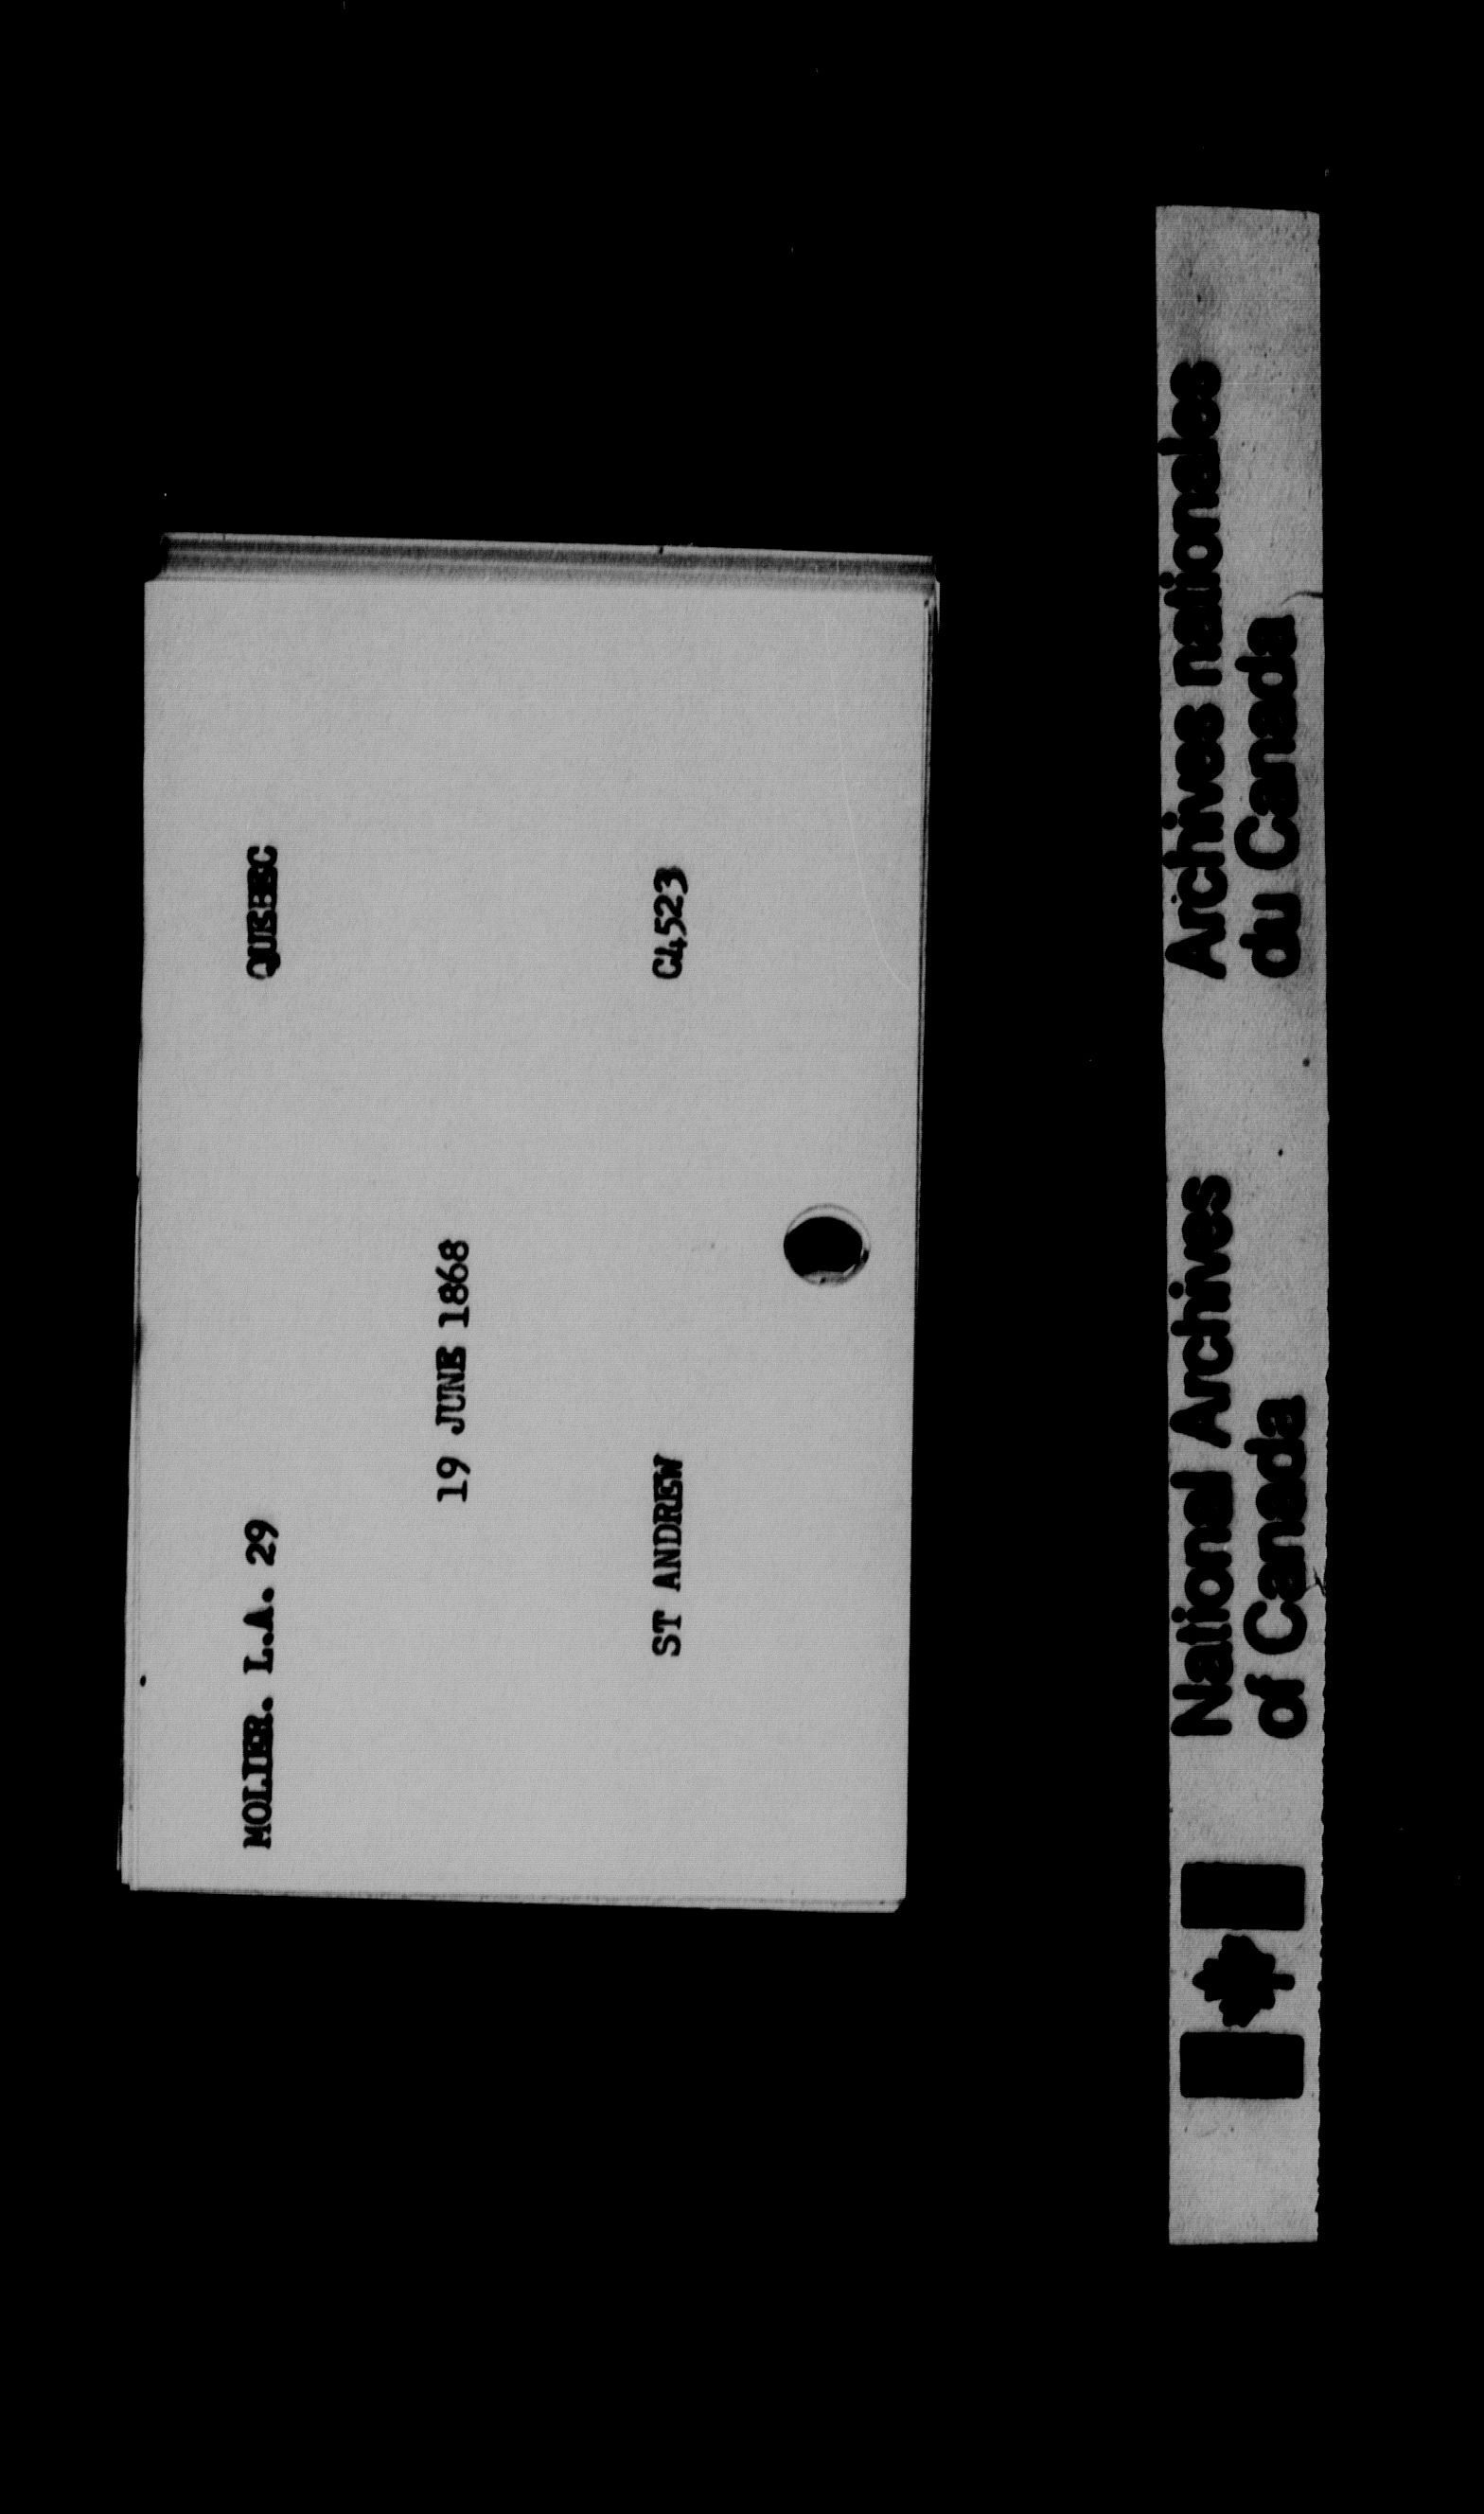 MOLIER. L.A. 29 QUEBEC
19 JUNE 1868
ST ANDREW C4523
National Archives
of Canada
Archives nationales
du Canada